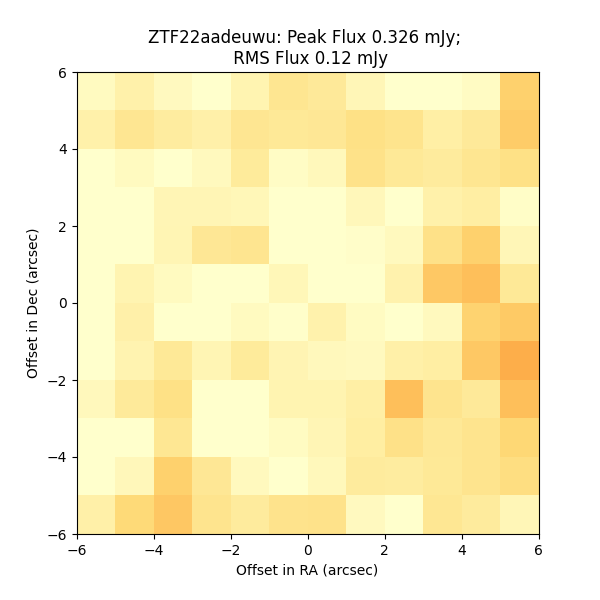 ZTF22aadeuwu: Peak Flux 0.326 mJy;
RMS Flux 0.12 mJy
6
4
2
0
−2
−4
−6
Offset in Dec (arcsec)
−6 −4 −2 0 2 4 6
Offset in RA (arcsec)